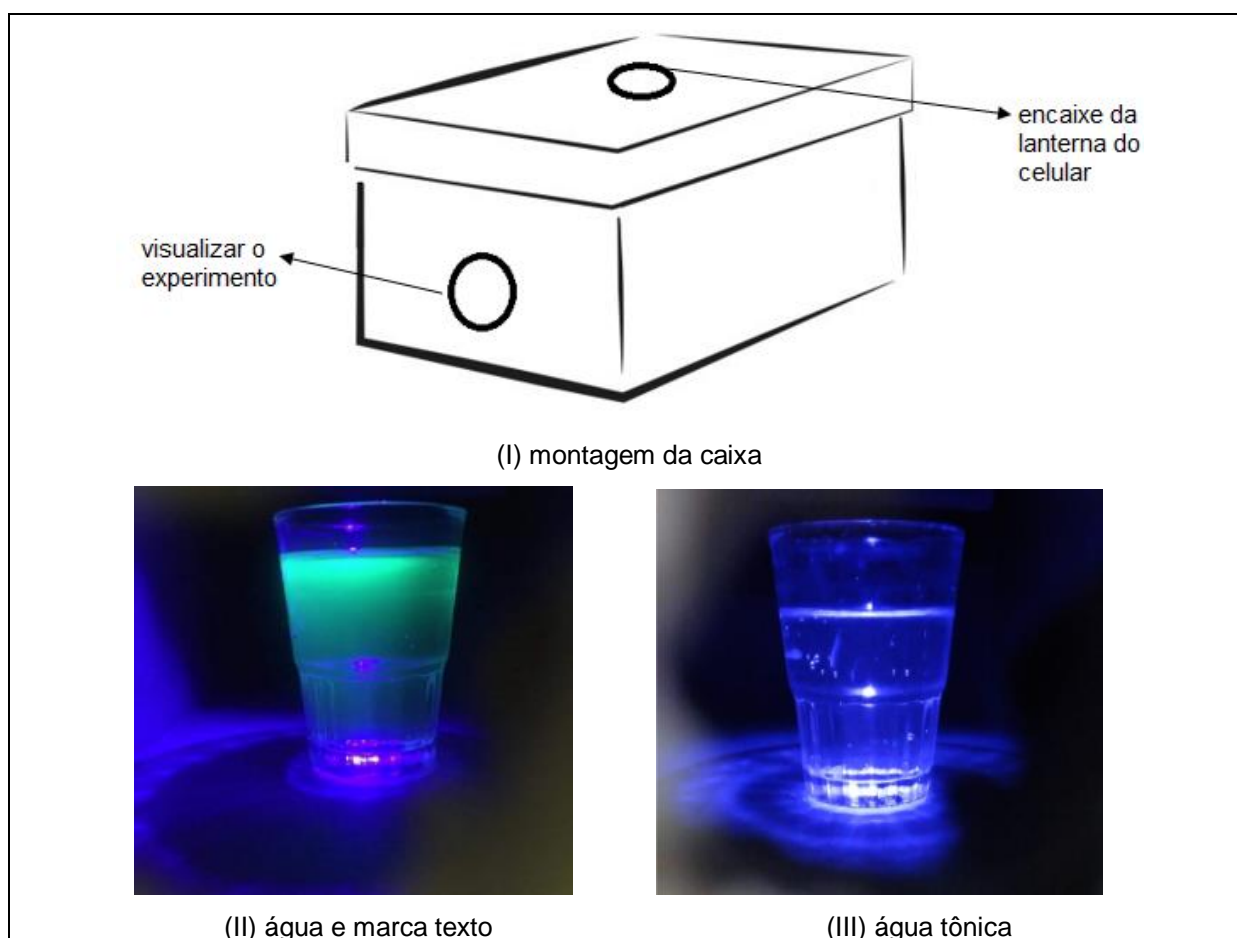 encaixe da
lanterna do
celular
visualizar o
experimento
(I) montagem da caixa
(II) água e marca texto
(III) água tônica